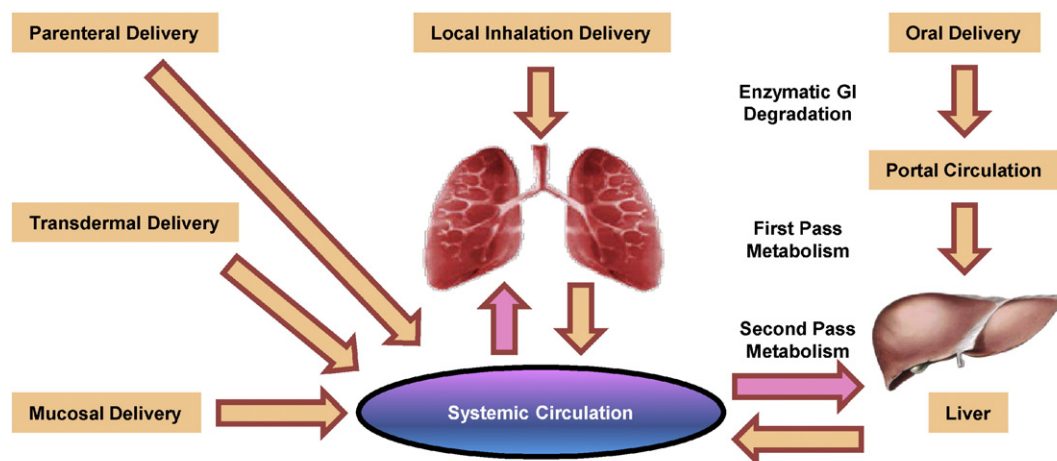 Parenteral Delivery
Local Inhalation Delivery
Oral Delivery
Enzymatic GI
Degradation
Portal Circulation
Transdermal Delivery
First Pass
Metabolism
Second Pass
Metabolism
Mucosal Delivery
Systemic Circulation
Liver